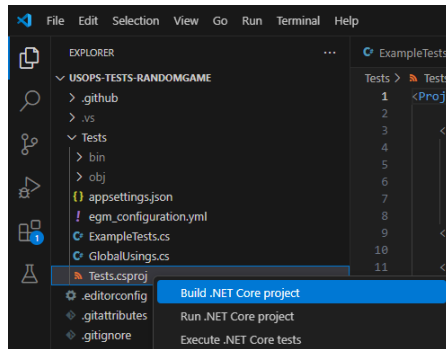 File Edit Selection View Go Run Terminal Help
EXPLORER ...
ExampleTests
USOPS-TESTS-RANDOMGAME
Tests > Tests
.github
1 <Proj
.vs
2
Tests
3 <
bin
4
5
obj
6
appsettings.json
7
egm_configuration.yml
8
ExampleTests.cs
9 <
GlobalUsings.cs
10
Tests.csproj
11 <
.editorconfig
Build .NET Core project
.gitattributes
Run .NET Core project
.gitignore
Execute .NET Core tests
1